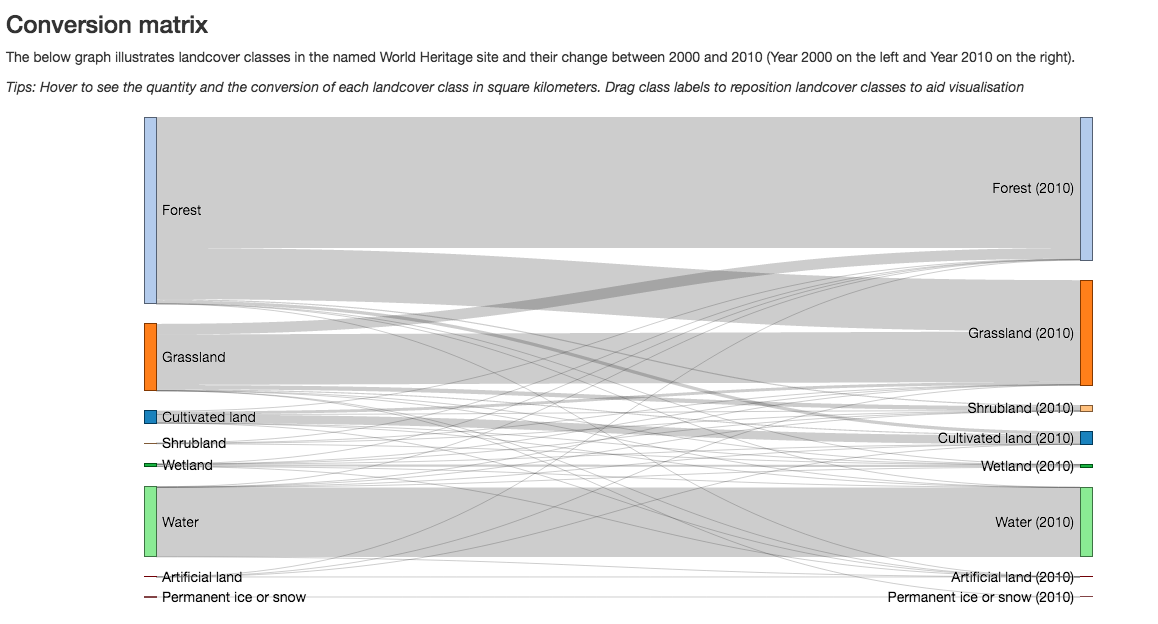 Conversion matrix
The below graph illustrates landcover classes in the named World Heritage site and their change between 2000 and 2010 (Year 2000 on the left and Year 2010 on the right).
Tips: Hover to see the quantity and the conversion of each landcover class in square kilometers. Drag class labels to reposition landcover classes to aid visualisation
Forest (2010)
Forest
Grassland (2010)
Grassland
Shrubland (2010)
Cultivated land
Cultivated land (2010)
Shrubland
Wetland
Wetland (2010)
Water
Water (2010)
Artificial land
Artificial land (2010)
Permanent ice or snow
Permanent ice or snow (2010)